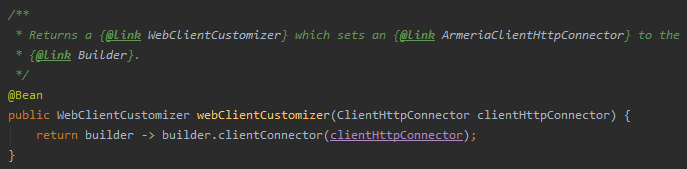 /**
 * Returns a {@link WebClientCustomizer} which sets an {@link ArmeriaClientHttpConnector} to the
 * {@link Builder}.
 */
@Bean
public WebClientCustomizer webClientCustomizer(ClientHttpConnector clientHttpConnector) {
    return builder -> builder.clientConnector(clientHttpConnector);
}